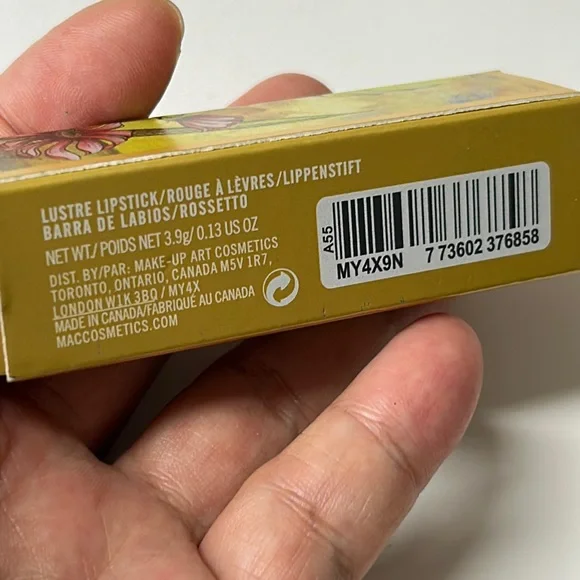 LUSTRE LIPSTICK/ROUGE À LÈVRES/LIPPENSTIFT
BARRA DE LABIOS/ROSSETTO
NET WT./ POIDS NET 3.9g/ 0.13 US OZ
DIST. BY/PAR: MAKE-UP ART COSMETICS
TORONTO, ONTARIO, CANADA M5V 1R7,
LONDON W1K 3BQ / MY4X
MADE IN CANADA/FABRIQUÉ AU CANADA
MACCOSMETICS.COM
A55
MY4X9N 7 73602 376858